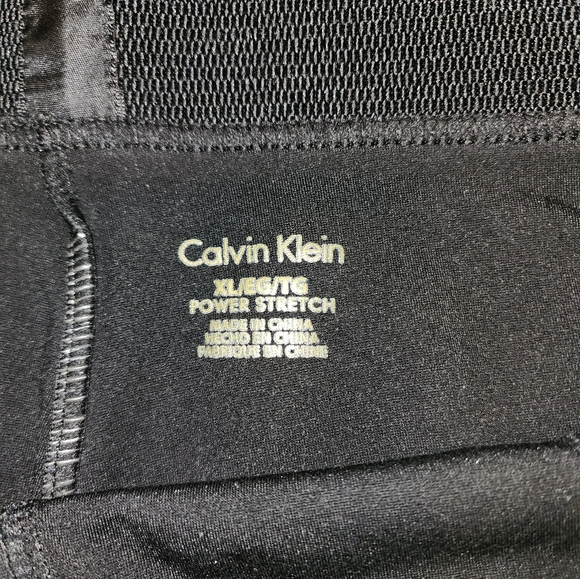 Calvin Klein
XL/EG/TG
POWER STRETCH
MADE IN CHINA
HECHO EN CHINA
FABRIQUE EN CHINE